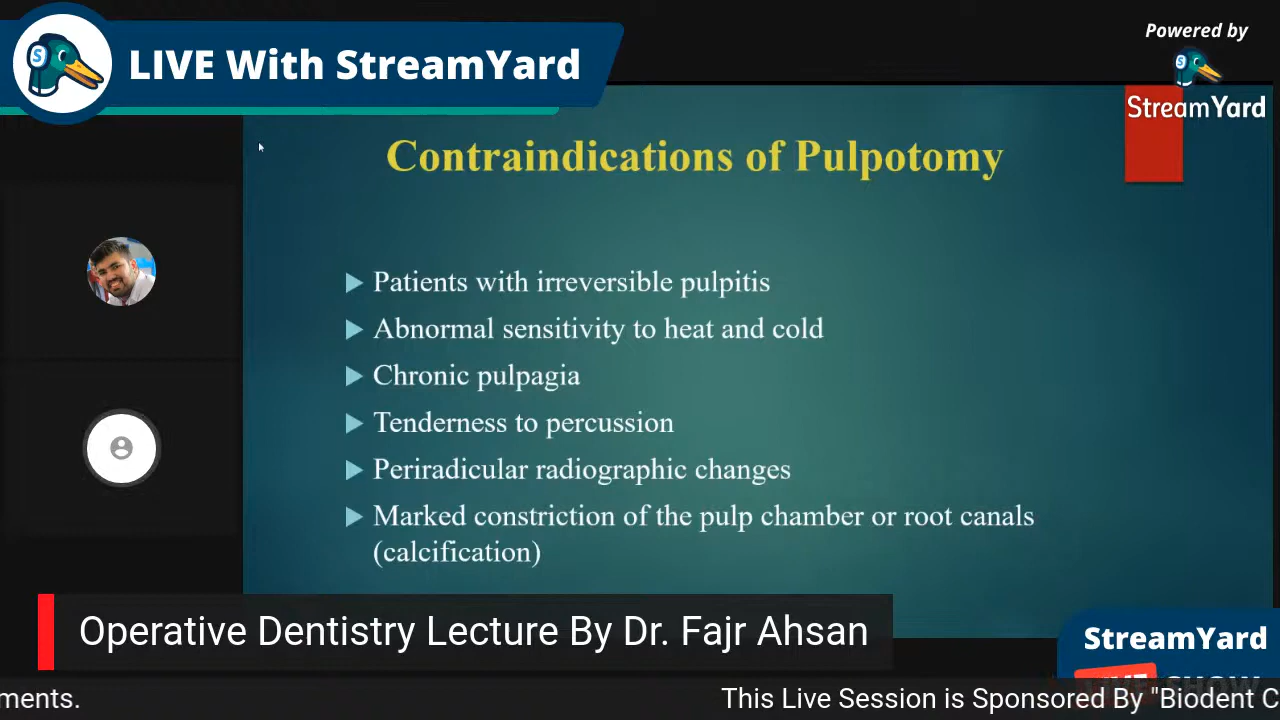 LIVE With StreamYard
Powered by
StreamYard
Contraindications of Pulpotomy
Patients with irreversible pulpitis
Abnormal sensitivity to heat and cold
Chronic pulpagia
Tenderness to percussion
Periradicular radiographic changes
Marked constriction of the pulp chamber or root canals
(calcification)
Operative Dentistry Lecture By Dr. Fajr Ahsan
StreamYard
LIVE SHOW
ments.
This Live Session is Sponsored By "Biodent C